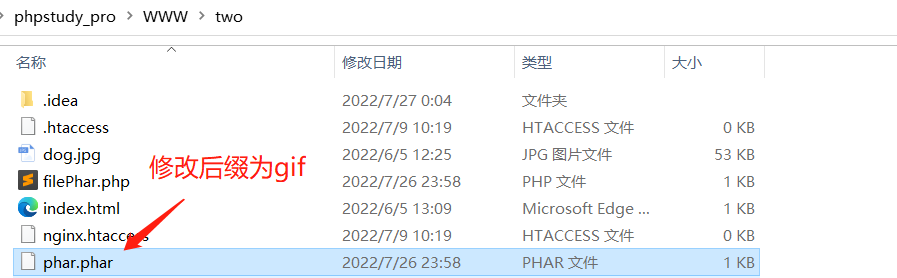 phpstudy_pro > WWW > two
名称 修改日期 类型 大小
.idea 2022/7/27 0:04 文件夹
.htaccess 2022/7/9 10:19 HTACCESS 文件 0 KB
dog.jpg 2022/6/5 12:25 JPG 图片文件 53 KB
修改后缀为gif
filePhar.php 2022/7/26 23:58 PHP 文件 1 KB
index.html 2022/6/5 13:09 Microsoft Edge ... 1 KB
nginx.htaccess 2022/7/9 10:19 HTACCESS 文件 0 KB
phar.phar 2022/7/26 23:58 PHAR 文件 1 KB